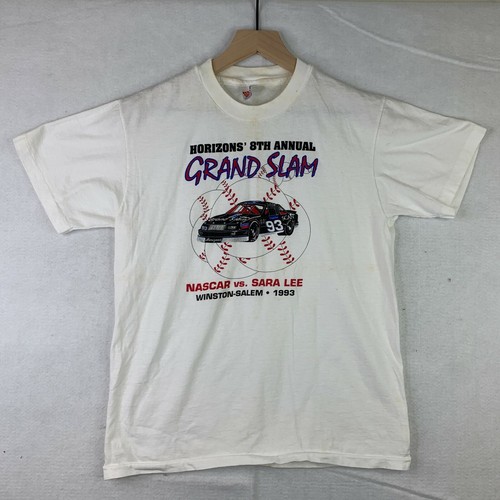 HORIZONS' 8TH ANNUAL
GRAND SLAM
93
NASCAR vs. SARA LEE
WINSTON-SALEM • 1993